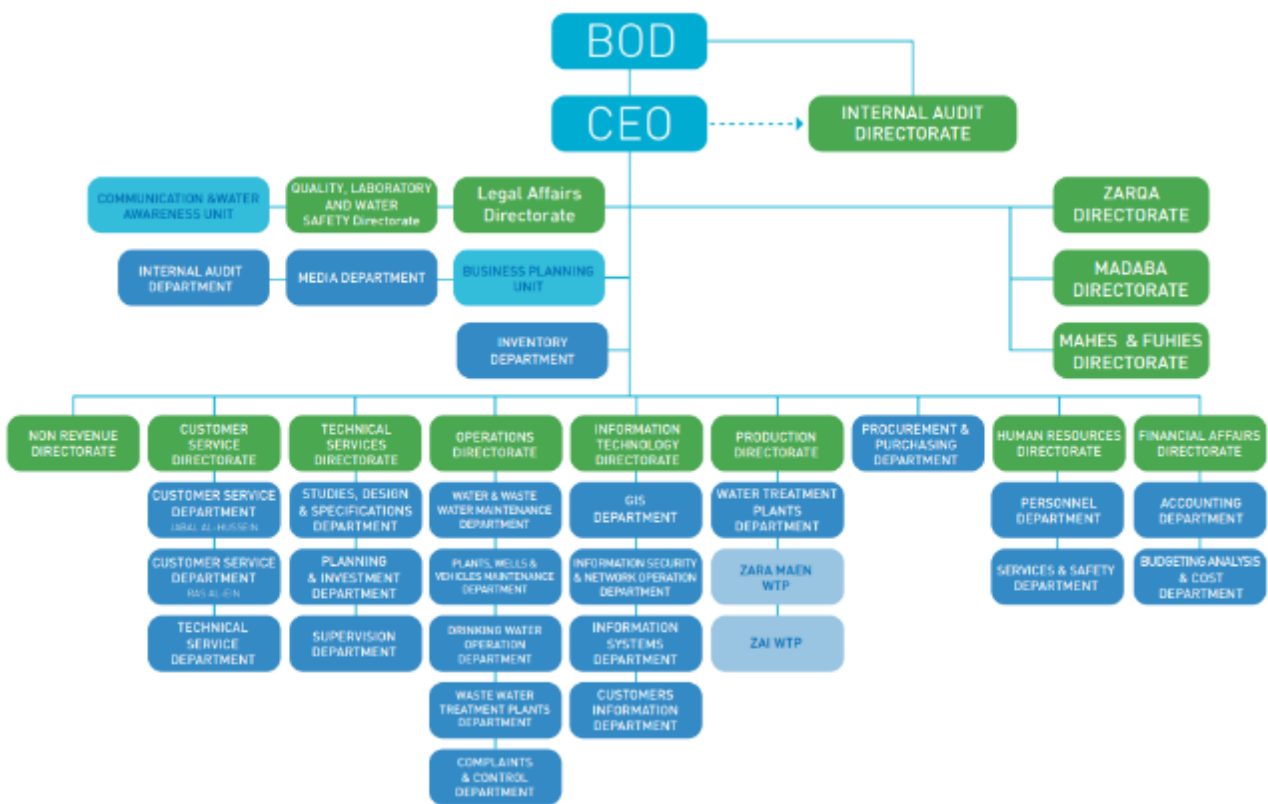 BOD
CEO
INTERNAL AUDIT
DIRECTORATE
COMMUNICATION &WATER
AWARENESS UNIT
QUALITY, LABORATORY
AND WATER
SAFETY Directorate
Legal Affairs
Directorate
ZARQA
DIRECTORATE
INTERNAL AUDIT
DEPARTMENT
MEDIA DEPARTMENT
BUSINESS PLANNING
UNIT
MADABA
DIRECTORATE
INVENTORY
DEPARTMENT
MAHES & FUHIES
DIRECTORATE
NON REVENUE
DIRECTORATE
CUSTOMER
SERVICE
DIRECTORATE
TECHNICAL
SERVICES
DIRECTORATE
OPERATIONS
DIRECTORATE
INFORMATION
TECHNOLOGY
DIRECTORATE
PRODUCTION
DIRECTORATE
PROCUREMENT &
PURCHASING
DEPARTMENT
HUMAN RESOURCES
DIRECTORATE
FINANCIAL AFFAIRS
DIRECTORATE
CUSTOMER SERVICE
DEPARTMENT
JABAL AL-HUSSEIN
STUDIES, DESIGN
& SPECIFICATIONS
DEPARTMENT
WATER & WASTE
WATER MAINTENANCE
DEPARTMENT
GIS
DEPARTMENT
WATER TREATMENT
PLANTS
DEPARTMENT
PERSONNEL
DEPARTMENT
ACCOUNTING
DEPARTMENT
CUSTOMER SERVICE
DEPARTMENT
RAS AL-EIN
PLANNING
& INVESTMENT
DEPARTMENT
PLANTS, WELLS &
VEHICLES MAINTENANCE
DEPARTMENT
INFORMATION SECURITY
& NETWORK OPERATION
DEPARTMENT
ZARA MAEN
WTP
SERVICES & SAFETY
DEPARTMENT
BUDGETING ANALYSIS
& COST
DEPARTMENT
TECHNICAL
SERVICE
DEPARTMENT
SUPERVISION
DEPARTMENT
DRINKING WATER
OPERATION
DEPARTMENT
INFORMATION
SYSTEMS
DEPARTMENT
ZAI WTP
WASTE WATER
TREATMENT PLANTS
DEPARTMENT
CUSTOMERS
INFORMATION
DEPARTMENT
COMPLAINTS
& CONTROL
DEPARTMENT